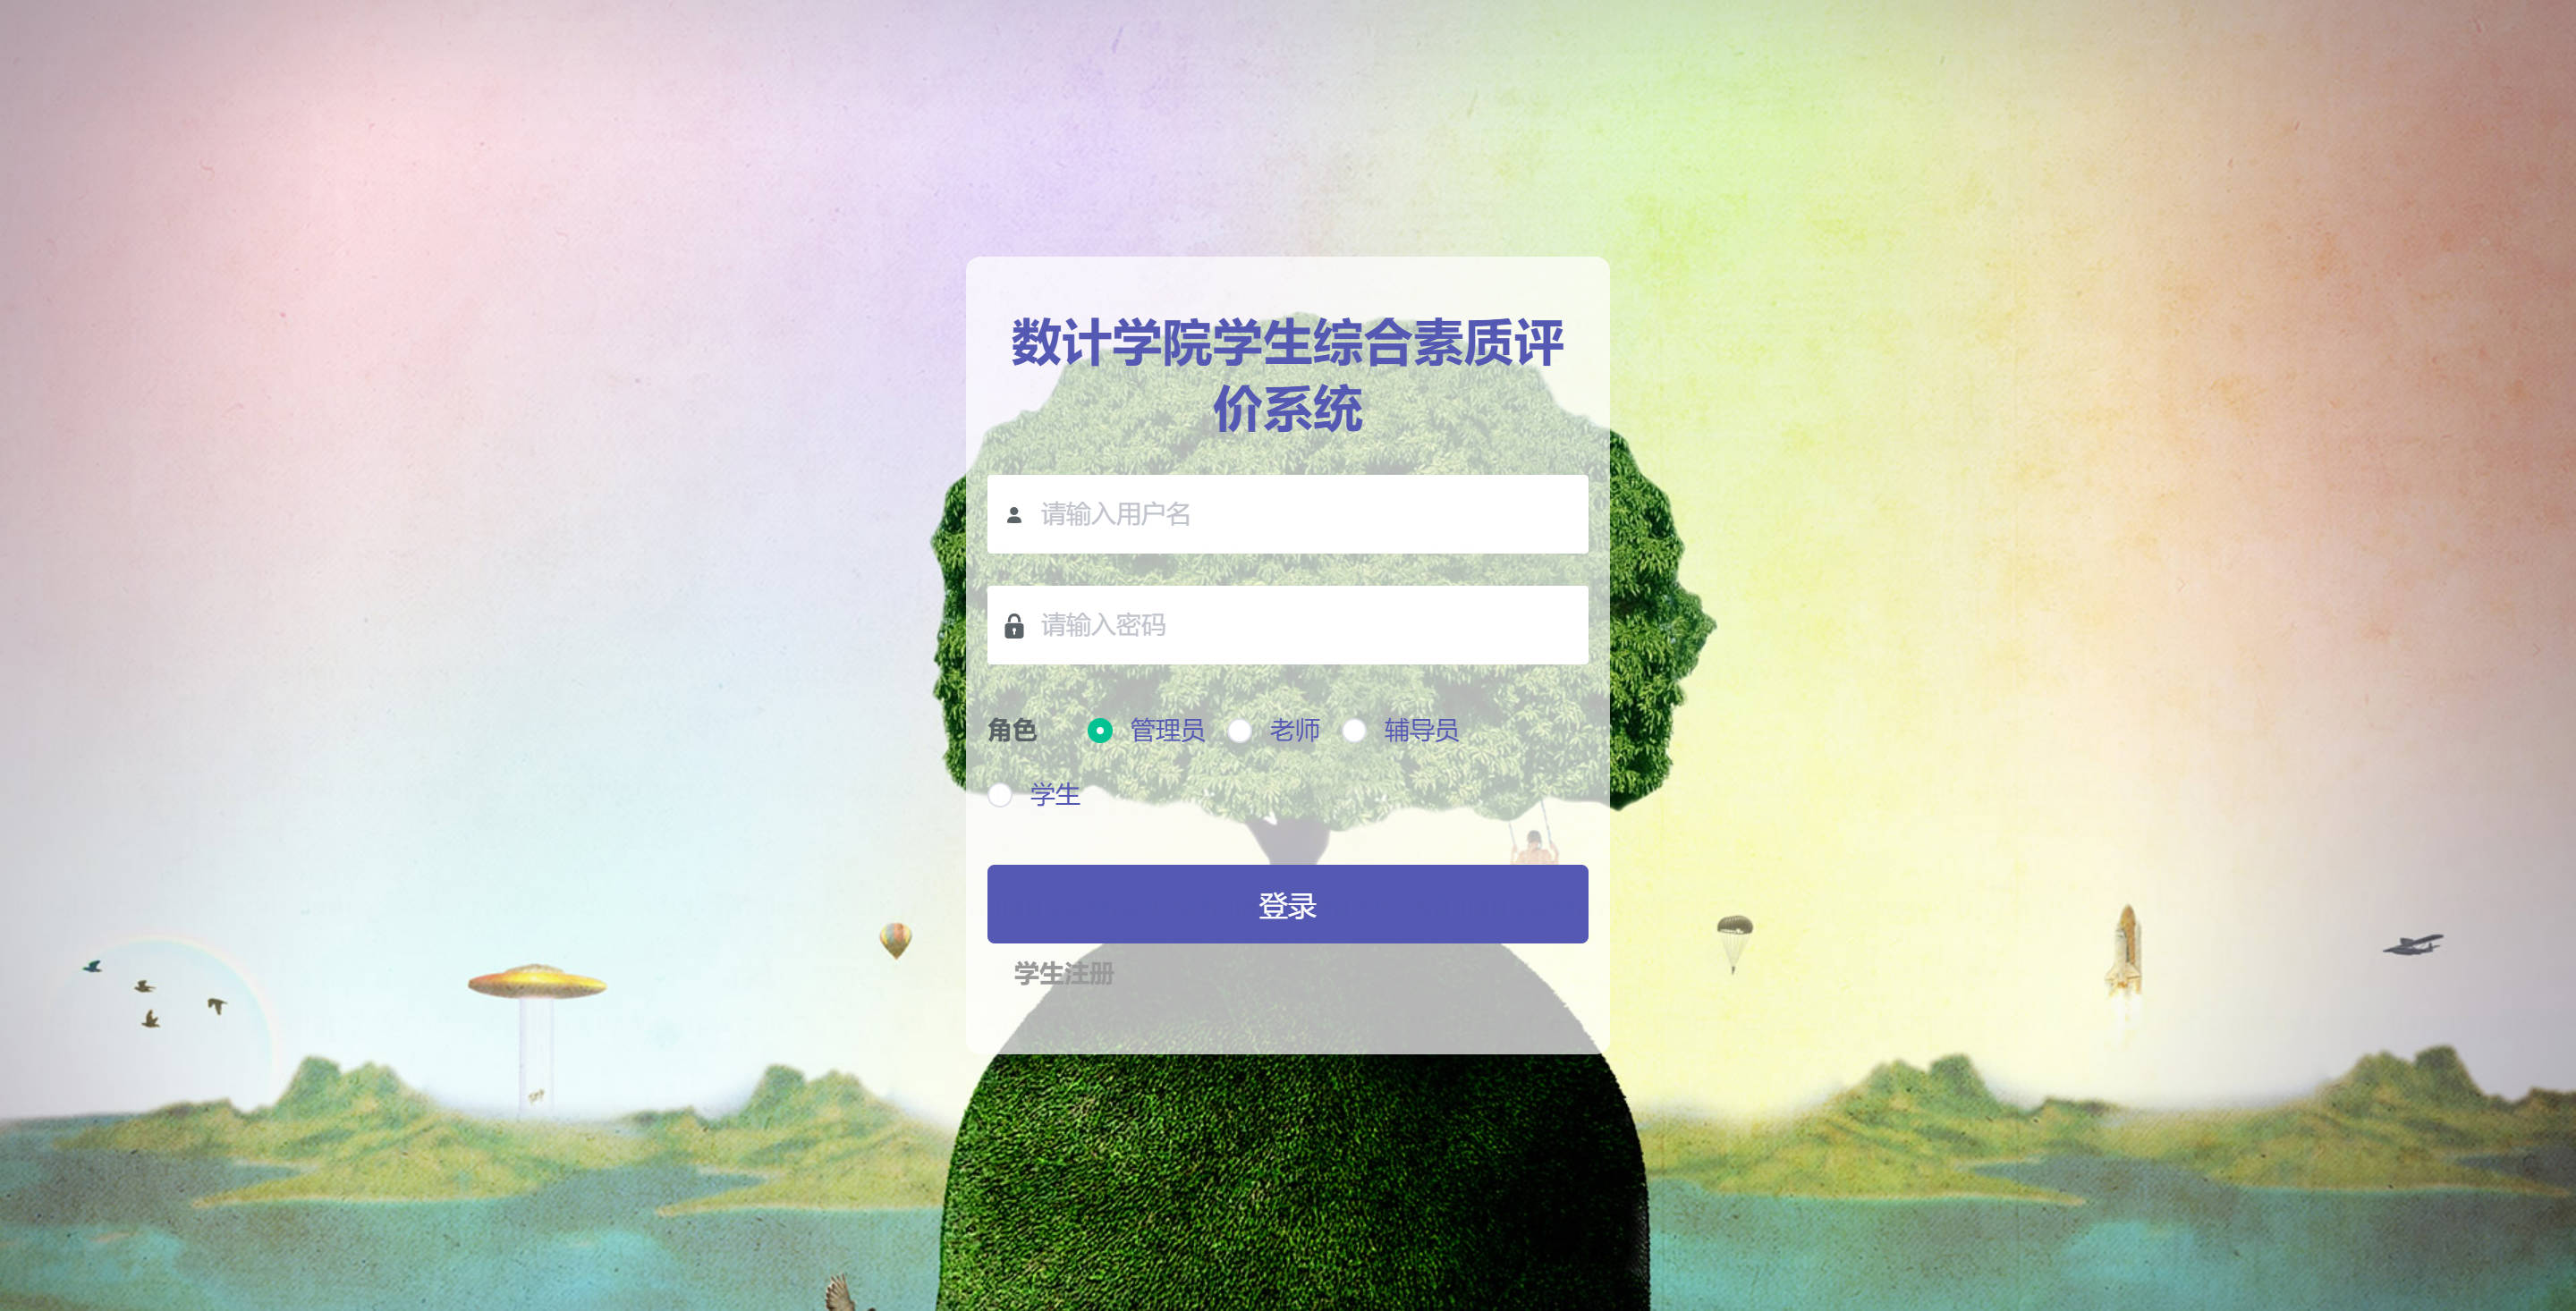 数计学院学生综合素质评
价系统
请输入用户名
请输入密码
角色 管理员 老师 辅导员
学生
登录
学生注册